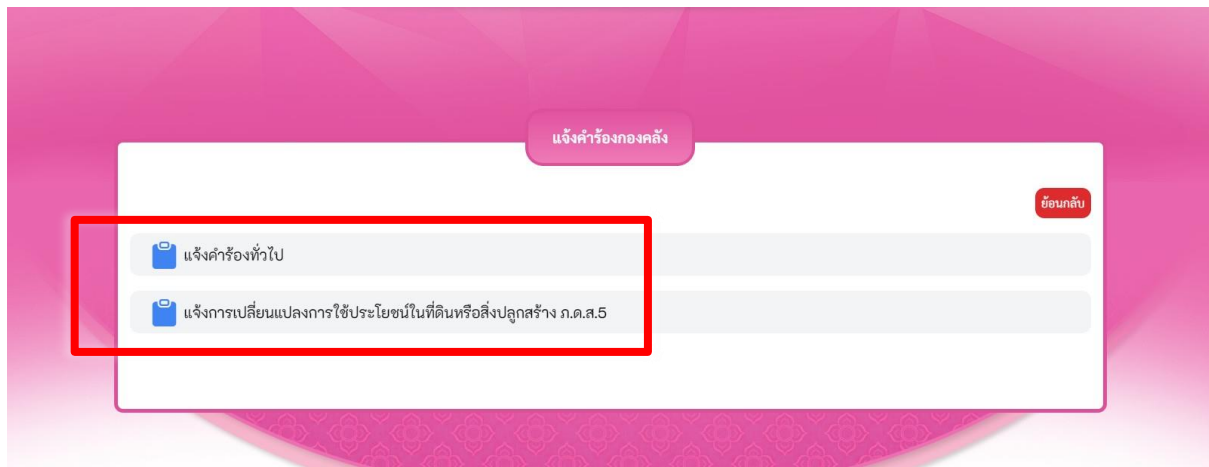 แจ้งคำร้องกองคลัง
ย้อนกลับ
แจ้งคำร้องทั่วไป
แจ้งการเปลี่ยนแปลงการใช้ประโยชน์ในที่ดินหรือสิ่งปลูกสร้าง ภ.ด.ส.5